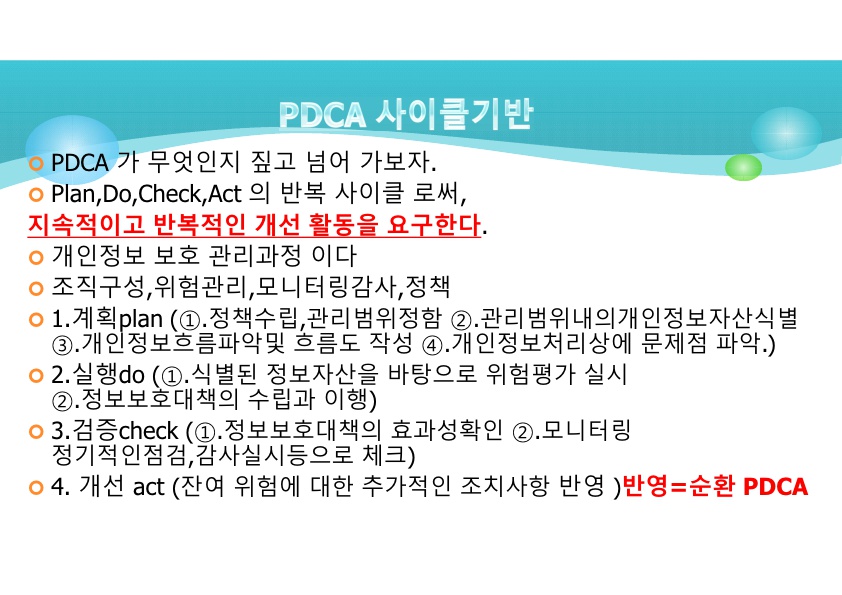 PDCA 사이클기반
PDCA 가 무엇인지 짚고 넘어 가보자.
Plan,Do,Check,Act 의 반복 사이클 로써,
지속적이고 반복적인 개선 활동을 요구한다.
개인정보 보호 관리과정 이다
조직구성,위험관리,모니터링감사,정책
1.계획plan (①.정책수립,관리범위정함 ②.관리범위내의개인정보자산식별
③.개인정보흐름파악및 흐름도 작성 ④.개인정보처리상에 문제점 파악.)
2.실행do (①.식별된 정보자산을 바탕으로 위험평가 실시
②.정보보호대책의 수립과 이행)
3.검증check (①.정보보호대책의 효과성확인 ②.모니터링
정기적인점검,감사실시등으로 체크)
4. 개선 act (잔여 위험에 대한 추가적인 조치사항 반영 )반영=순환 PDCA